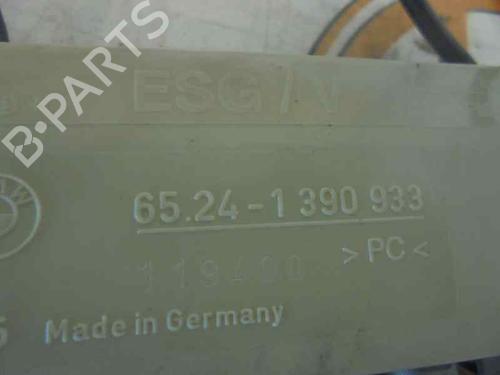 ESG/V
B-PARTS
65.24-1 390 933
>PC<
Made in Germany